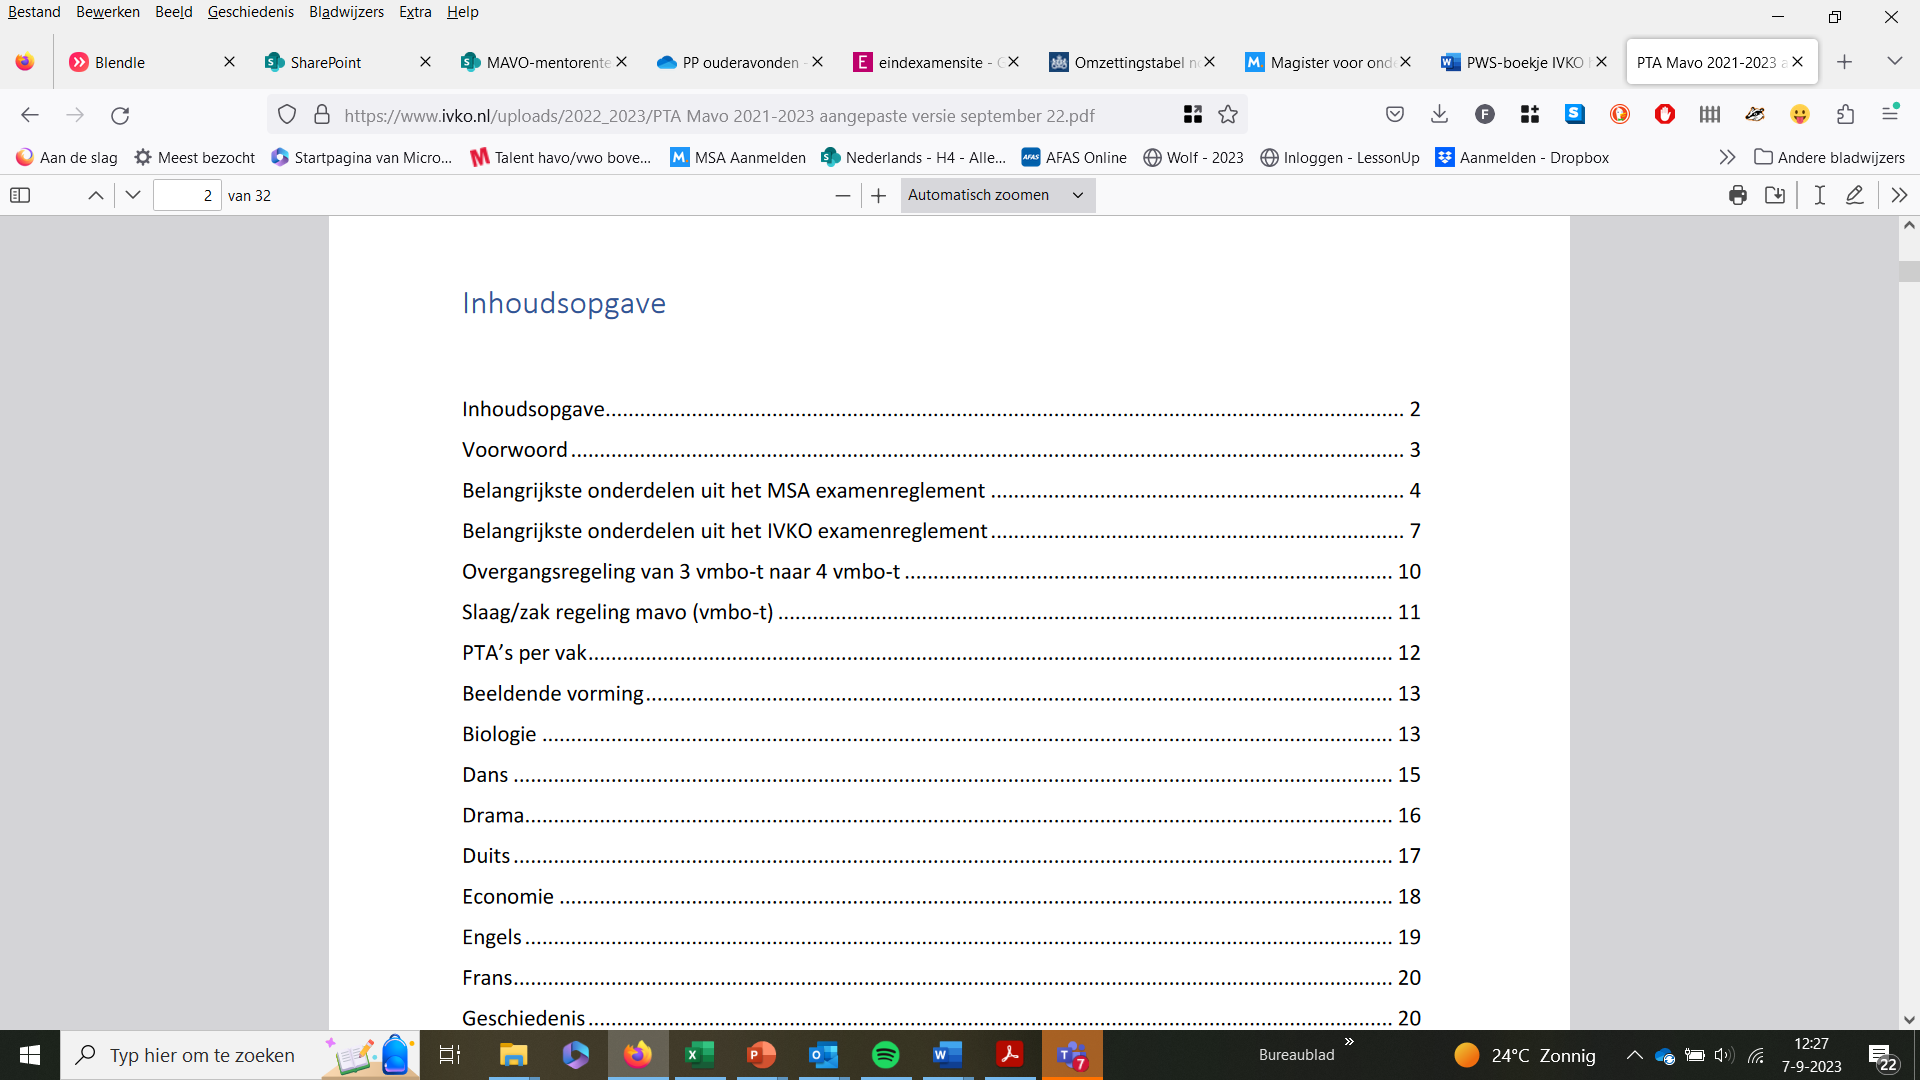 Bestand Bewerken Beeld Geschiedenis Bladwijzers Extra Help
Blendle SharePoint MAVO-mentorente PP ouderavonden - eindexamensite - Omzettingstabel Magister voor PWS-boekje IVKO PTA Mavo 2021-2023
https://www.ivko.nl/uploads/2022_2023/PTA Mavo 2021-2023 aangepaste versie september 22.pdf
Aan de slag Meest bezocht Startpagina van Micro... Talent havo/vwo bove... MSA Aanmelden Nederlands - H4 - Alle... AFAS Online Wolf - 2023 Inloggen - LessonUp Aanmelden - Dropbox Andere bladwijzers
2 van 32 Automatisch zoomen
Inhoudsopgave
Inhoudsopgave 2
Voorwoord 3
Belangrijkste onderdelen uit het MSA examenreglement 4
Belangrijkste onderdelen uit het IVKO examenreglement 7
Overgangsregeling van 3 vmbo-t naar 4 vmbo-t 10
Slaag/zak regeling mavo (vmbo-t) 11
PTA’s per vak 12
Beeldende vorming 13
Biologie 13
Dans 15
Drama 16
Duits 17
Economie 18
Engels 19
Frans 20
Geschiedenis 20
Typ hier om te zoeken 7 Bureaublad 24°C Zonnig 12:27
7-9-2023 22